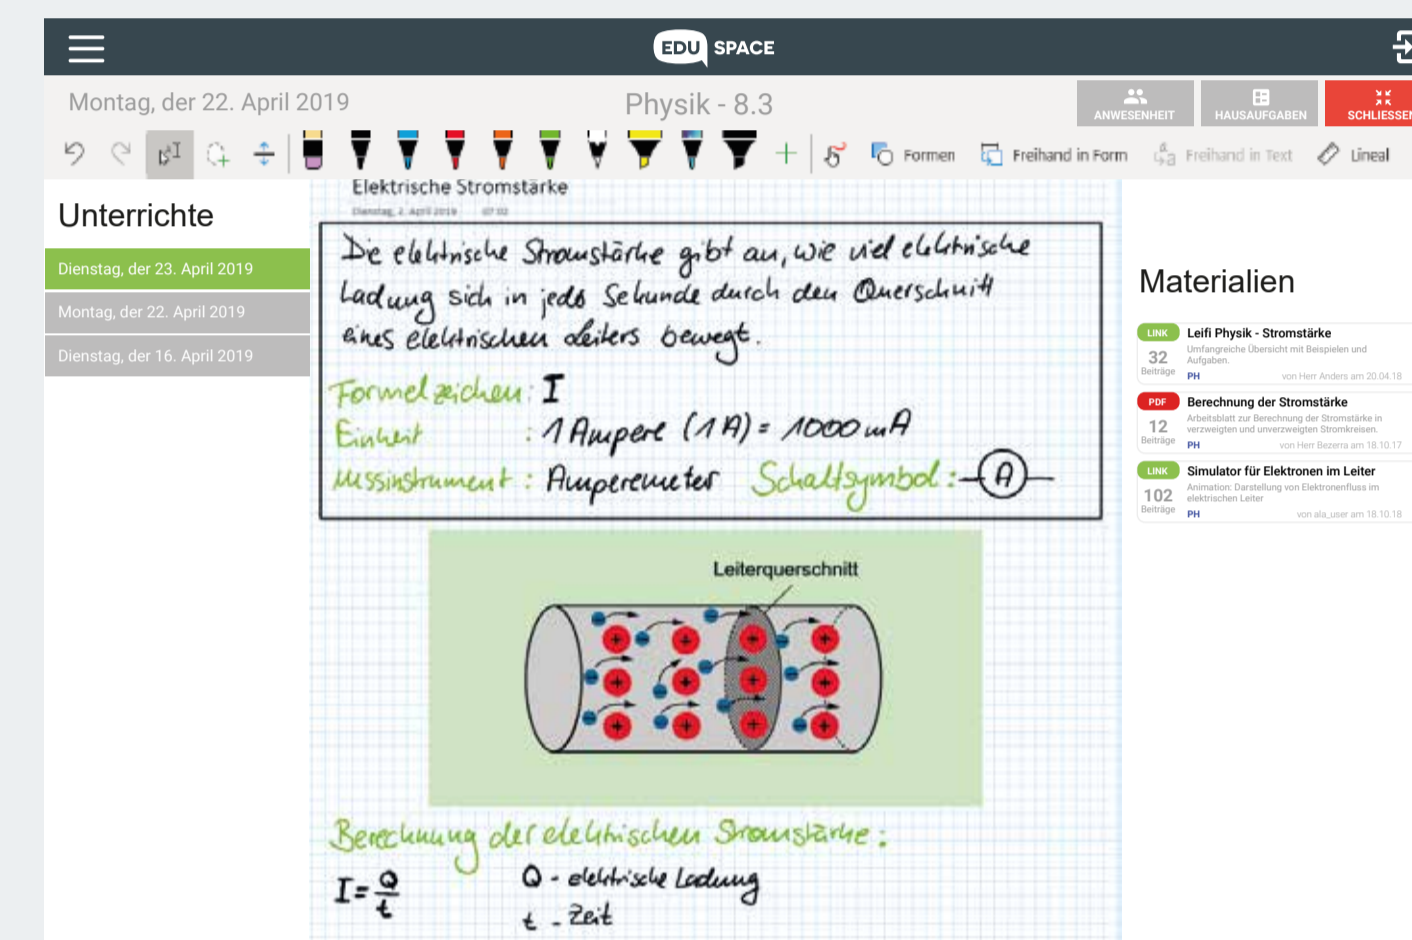 EDU SPACE
Montag, der 22. April 2019
Physik - 8.3
ANWESENHEIT
HAUSAUFGABEN
SCHLIESSEN
Formen
Freihand in Form
Freihand in Text
Lineal
Unterrichte
Dienstag, der 23. April 2019
Montag, der 22. April 2019
Dienstag, der 16. April 2019
Elektrische Stromstärke
Dienstag, 2. April 2019 07:02
Die elektrische Stromstärke gibt an, wie viel elektrische
Ladung sich in jeder Sekunde durch den Querschnitt
eines elektrischen Leiters bewegt.
Formelzeichen: I
Einheit : 1 Ampere (1 A) = 1000 mA
Messinstrument : Amperemeter Schaltsymbol: A
Leiterquerschnitt
Berechnung der elektrischen Stromstärke:
I = Q/t
Q - elektrische Ladung
t - Zeit
Materialien
LINK Leifi Physik - Stromstärke
32 Beiträge
Umfangreiche Übersicht mit Beispielen und
Aufgaben.
PH von Herr Anders am 20.04.18
PDF Berechnung der Stromstärke
12 Beiträge
Arbeitsblatt zur Berechnung der Stromstärke in
verzweigten und unverzweigten Stromkreisen.
PH von Herr Bezerra am 18.10.17
LINK Simulator für Elektronen im Leiter
102 Beiträge
Animation: Darstellung von Elektronenfluss im
elektrischen Leiter
PH von ala_user am 18.10.18